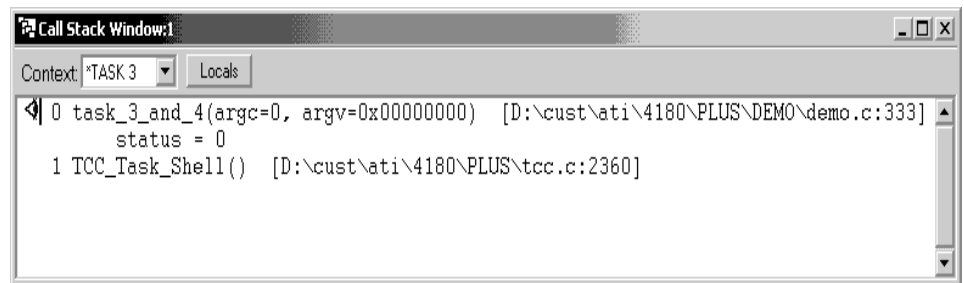 Call Stack Window:1
Context: *TASK 3 Locals
0 task_3_and_4(argc=0, argv=0x00000000) [D:\cust\ati\4180\PLUS\DEMO\demo.c:333]
status = 0
1 TCC_Task_Shell() [D:\cust\ati\4180\PLUS\tcc.c:2360]